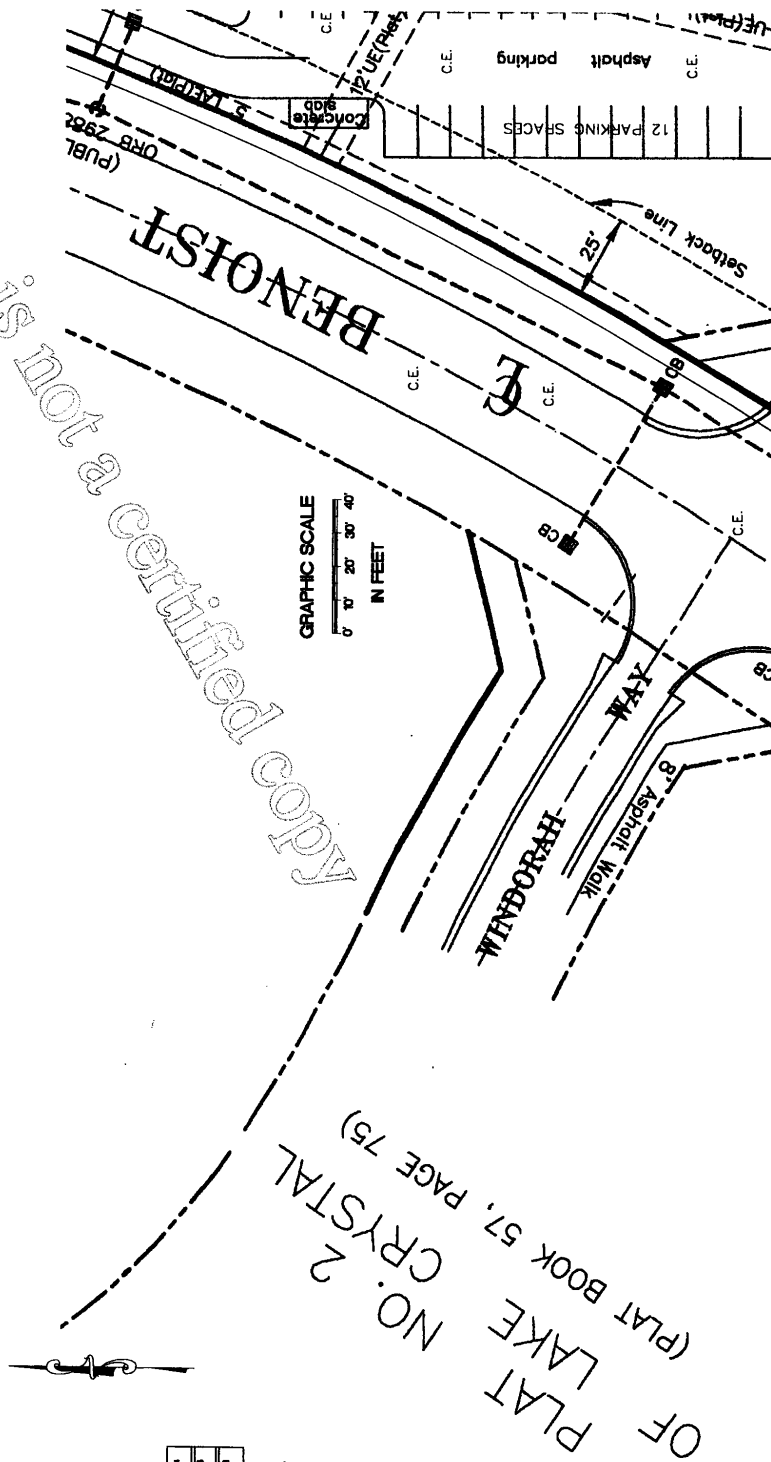 UE(Plat)
C.E.
12'UE(Plat)
C.E.
Asphalt parking
C.E.
5' LAE(Plat)
Concrete
slab
12 PARKING SPACES
ORB 2982
(PUBL
Setback Line
25'
BENOIST
C.E.
C.E.
CL
CB
CB
C.E.
CB
GRAPHIC SCALE
0' 10' 20' 30' 40'
IN FEET
is not a certified copy
WINDORAH WAY
8' Asphalt Walk
PLAT NO. 2
OF LAKE CRYSTAL
(PLAT BOOK 57, PAGE 75)